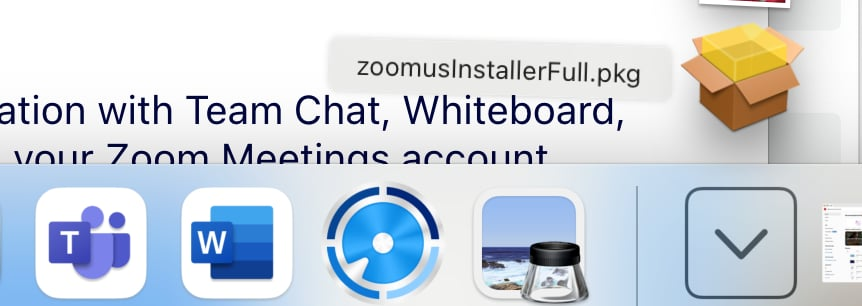 zoomusInstallerFull.pkg
ation with Team Chat, Whiteboard,
your Zoom Meetings account
T
W